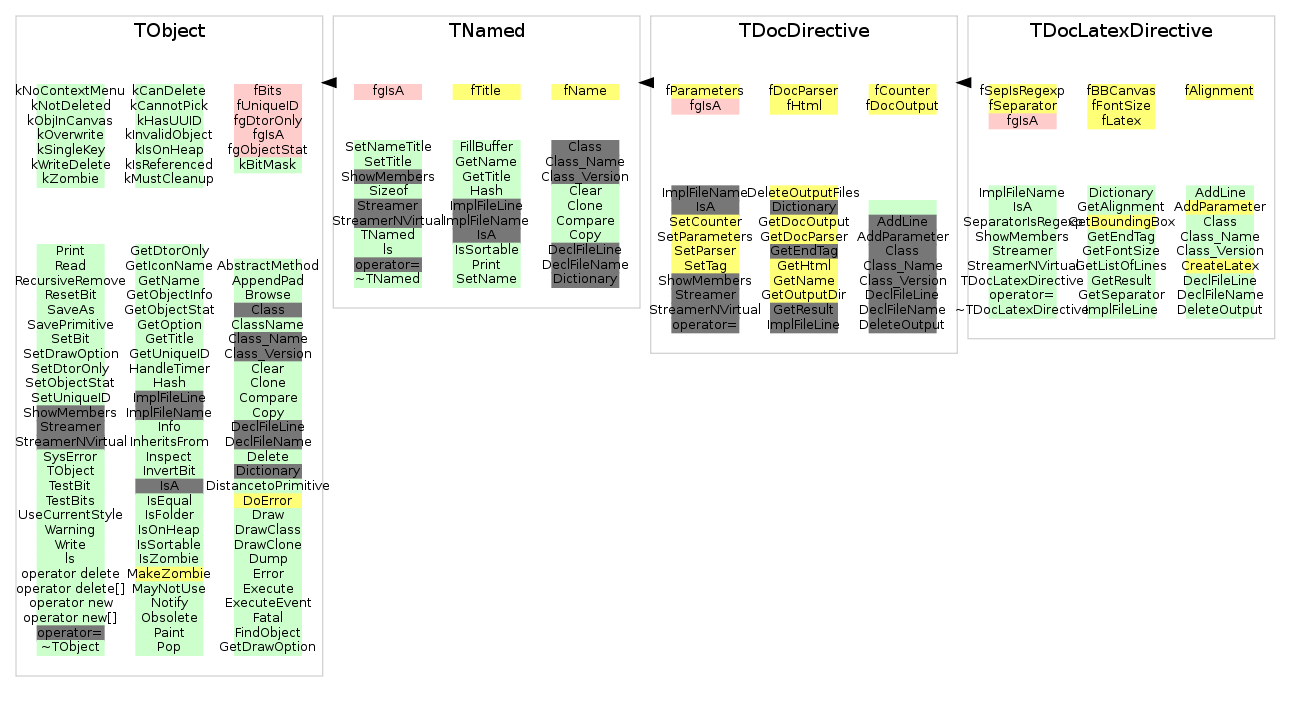 TObject
kNoContextMenu
kNotDeleted
kObjInCanvas
kOverwrite
kSingleKey
kWriteDelete
kZombie
kCanDelete
kCannotPick
kHasUUID
kInvalidObject
kIsOnHeap
kIsReferenced
kMustCleanup
fBits
fUniqueID
fgDtorOnly
fgIsA
fgObjectStat
kBitMask
Print
Read
RecursiveRemove
ResetBit
SaveAs
SavePrimitive
SetBit
SetDrawOption
SetDtorOnly
SetObjectStat
SetUniqueID
ShowMembers
Streamer
StreamerNVirtual
SysError
TObject
TestBit
TestBits
UseCurrentStyle
Warning
Write
ls
operator delete
operator delete[]
operator new
operator new[]
operator=
~TObject
GetDtorOnly
GetIconName
GetName
GetObjectInfo
GetObjectStat
GetOption
GetTitle
GetUniqueID
HandleTimer
Hash
ImplFileLine
ImplFileName
Info
InheritsFrom
Inspect
InvertBit
IsA
IsEqual
IsFolder
IsOnHeap
IsSortable
IsZombie
MakeZombie
MayNotUse
Notify
Obsolete
Paint
Pop
AbstractMethod
AppendPad
Browse
Class
ClassName
Class_Name
Class_Version
Clear
Clone
Compare
Copy
DeclFileLine
DeclFileName
Delete
Dictionary
DistancetoPrimitive
DoError
Draw
DrawClass
DrawClone
Dump
Error
Execute
ExecuteEvent
Fatal
FindObject
GetDrawOption
TNamed
fgIsA
fTitle
fName
SetNameTitle
SetTitle
ShowMembers
Sizeof
Streamer
StreamerNVirtual
TNamed
ls
operator=
~TNamed
FillBuffer
GetName
GetTitle
Hash
ImplFileLine
ImplFileName
IsA
IsSortable
Print
SetName
Class
Class_Name
Class_Version
Clear
Clone
Compare
Copy
DeclFileLine
DeclFileName
Dictionary
TDocDirective
fParameters
fgIsA
fDocParser
fHtml
fCounter
fDocOutput
ImplFileName
IsA
SetCounter
SetParameters
SetParser
SetTag
ShowMembers
Streamer
StreamerNVirtual
operator=
DeleteOutputFiles
Dictionary
GetDocOutput
GetDocParser
GetEndTag
GetHtml
GetName
GetOutputDir
GetResult
ImplFileLine
AddLine
AddParameter
Class
Class_Name
Class_Version
DeclFileLine
DeclFileName
DeleteOutput
TDocLatexDirective
fSepIsRegexp
fSeparator
fgIsA
fBBCanvas
fFontSize
fLatex
fAlignment
ImplFileName
IsA
SeparatorIsRegexp
ShowMembers
Streamer
StreamerNVirtual
TDocLatexDirective
operator=
~TDocLatexDirective
Dictionary
GetAlignment
GetBoundingBox
GetEndTag
GetFontSize
GetListOfLines
GetResult
GetSeparator
ImplFileLine
AddLine
AddParameter
Class
Class_Name
Class_Version
CreateLatex
DeclFileLine
DeclFileName
DeleteOutput